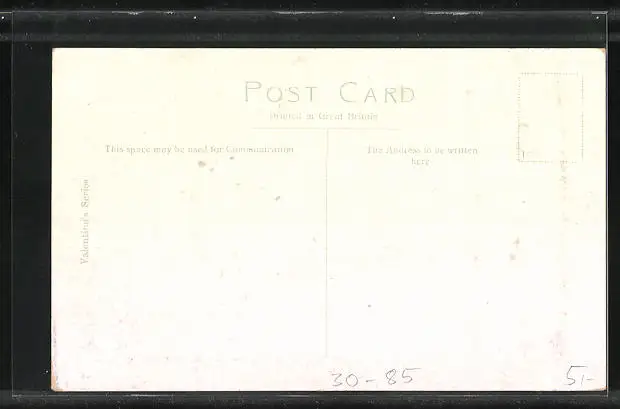 POST CARD
Printed in Great Britain
This space may be used for Communication
The Address to be written
here
Valentine's Series
30-85
5,-